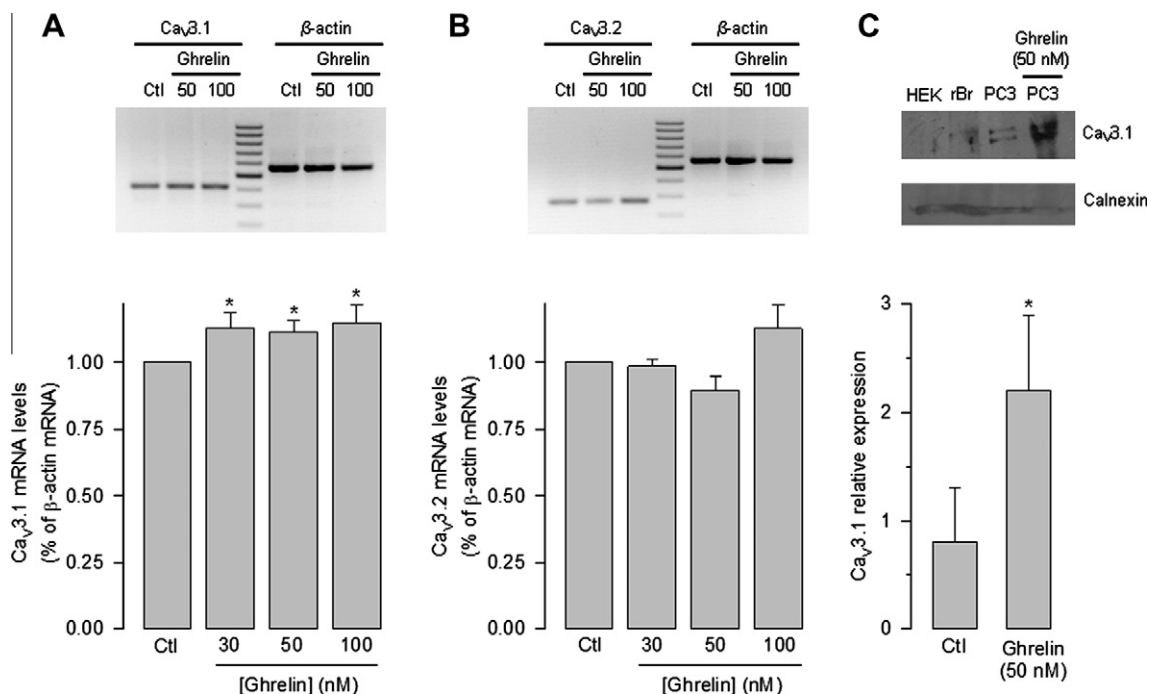 A
Caᵥ3.1 β-actin
Ghrelin Ghrelin
Ctl 50 100 Ctl 50 100
Caᵥ3.1 mRNA levels
(% of β-actin mRNA)
1.00
0.75
0.50
0.25
0.00
* * *
Ctl 30 50 100
[Ghrelin] (nM)
B
Caᵥ3.2 β-actin
Ghrelin Ghrelin
Ctl 50 100 Ctl 50 100
Caᵥ3.2 mRNA levels
(% of β-actin mRNA)
1.00
0.75
0.50
0.25
0.00
Ctl 30 50 100
[Ghrelin] (nM)
C
Ghrelin
(50 nM)
HEK rBr PC3 PC3
Caᵥ3.1
Calnexin
Caᵥ3.1 relative expression
3
2
1
0
*
Ctl Ghrelin
(50 nM)